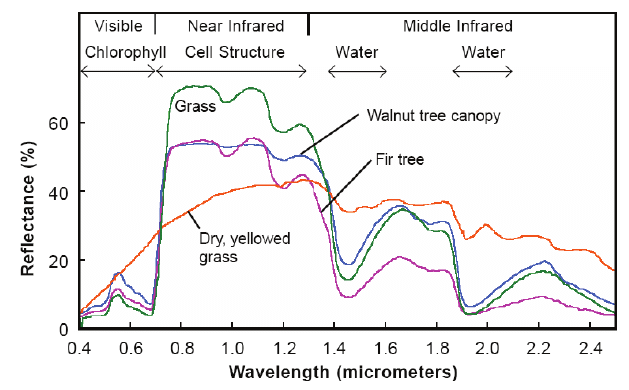 Visible Near Infrared Middle Infrared
Chlorophyll Cell Structure Water Water
Grass
Walnut tree canopy
Fir tree
Dry, yellowed
grass
Reflectance (%)
60
40
20
0
0.4 0.6 0.8 1.0 1.2 1.4 1.6 1.8 2.0 2.2 2.4
Wavelength (micrometers)